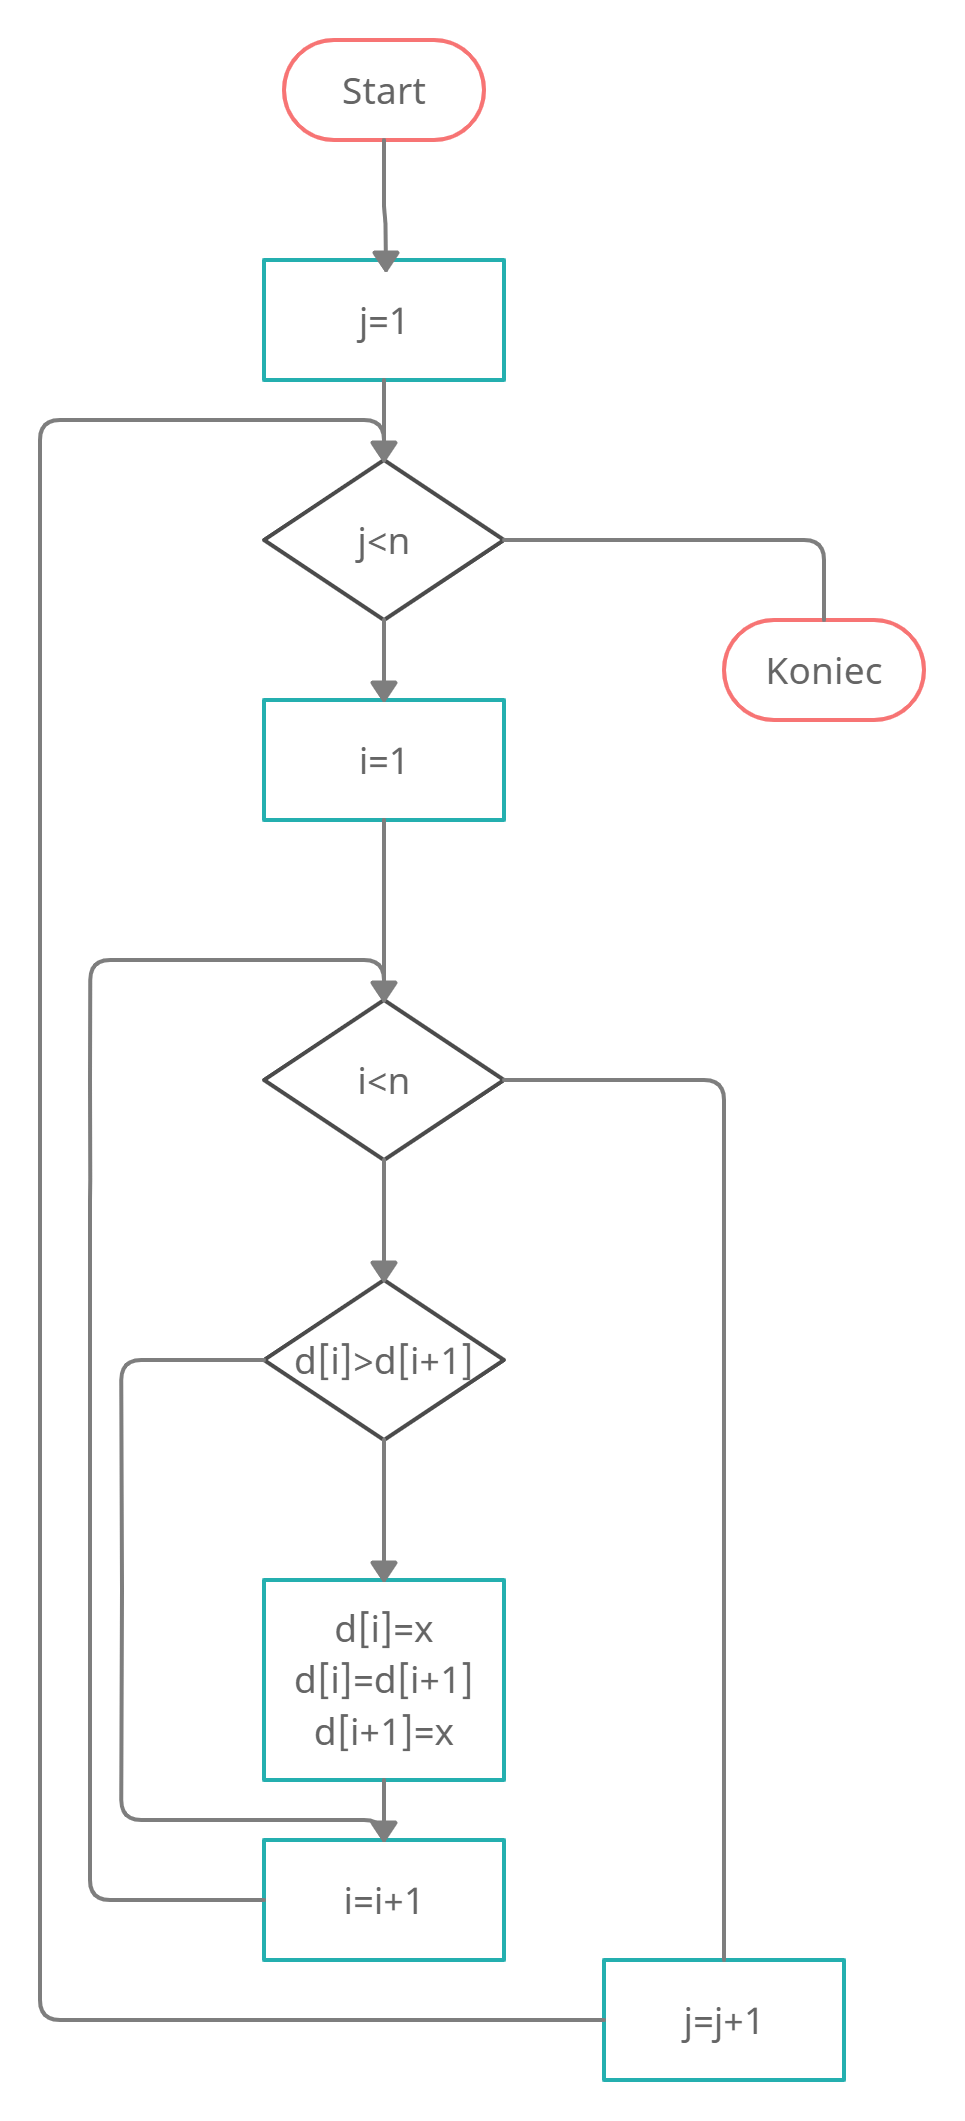 Start
j=1
j<n
Koniec
i=1
i<n
d[i]>d[i+1]
d[i]=x
d[i]=d[i+1]
d[i+1]=x
i=i+1
j=j+1